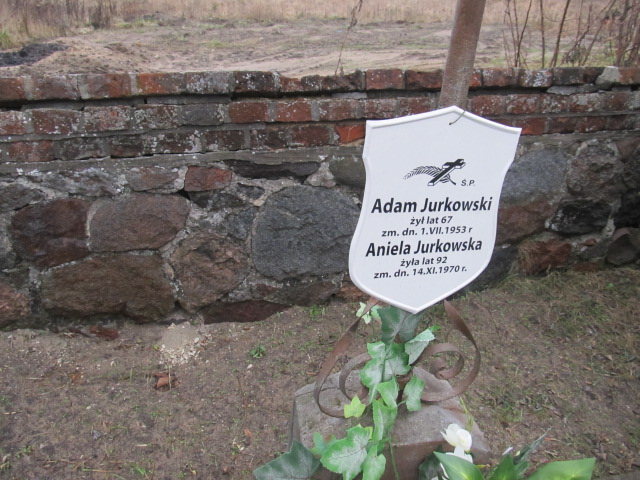 Ś.P.
Adam Jurkowski
żył lat 67
zm. dn. 1.VII.1953 r
Aniela Jurkowska
żyła lat 92
zm. dn. 14.XI.1970 r.